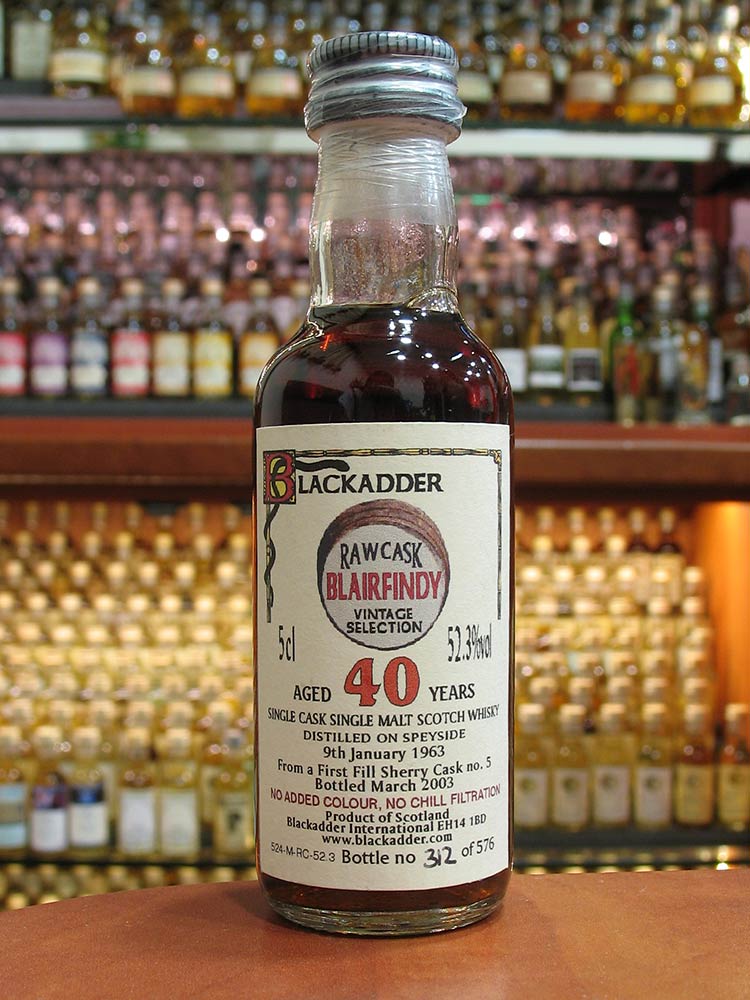 BLACKADDER
RAW CASK
BLAIRFINDY
VINTAGE
SELECTION
5cl
52.3%vol
AGED 40 YEARS
SINGLE CASK SINGLE MALT SCOTCH WHISKY
DISTILLED ON SPEYSIDE
9th January 1963
From a First Fill Sherry Cask no. 5
Bottled March 2003
NO ADDED COLOUR, NO CHILL FILTRATION
Product of Scotland
Blackadder International EH14 1BD
www.blackadder.com
524-M-RC-52.3 Bottle no 312 of 576